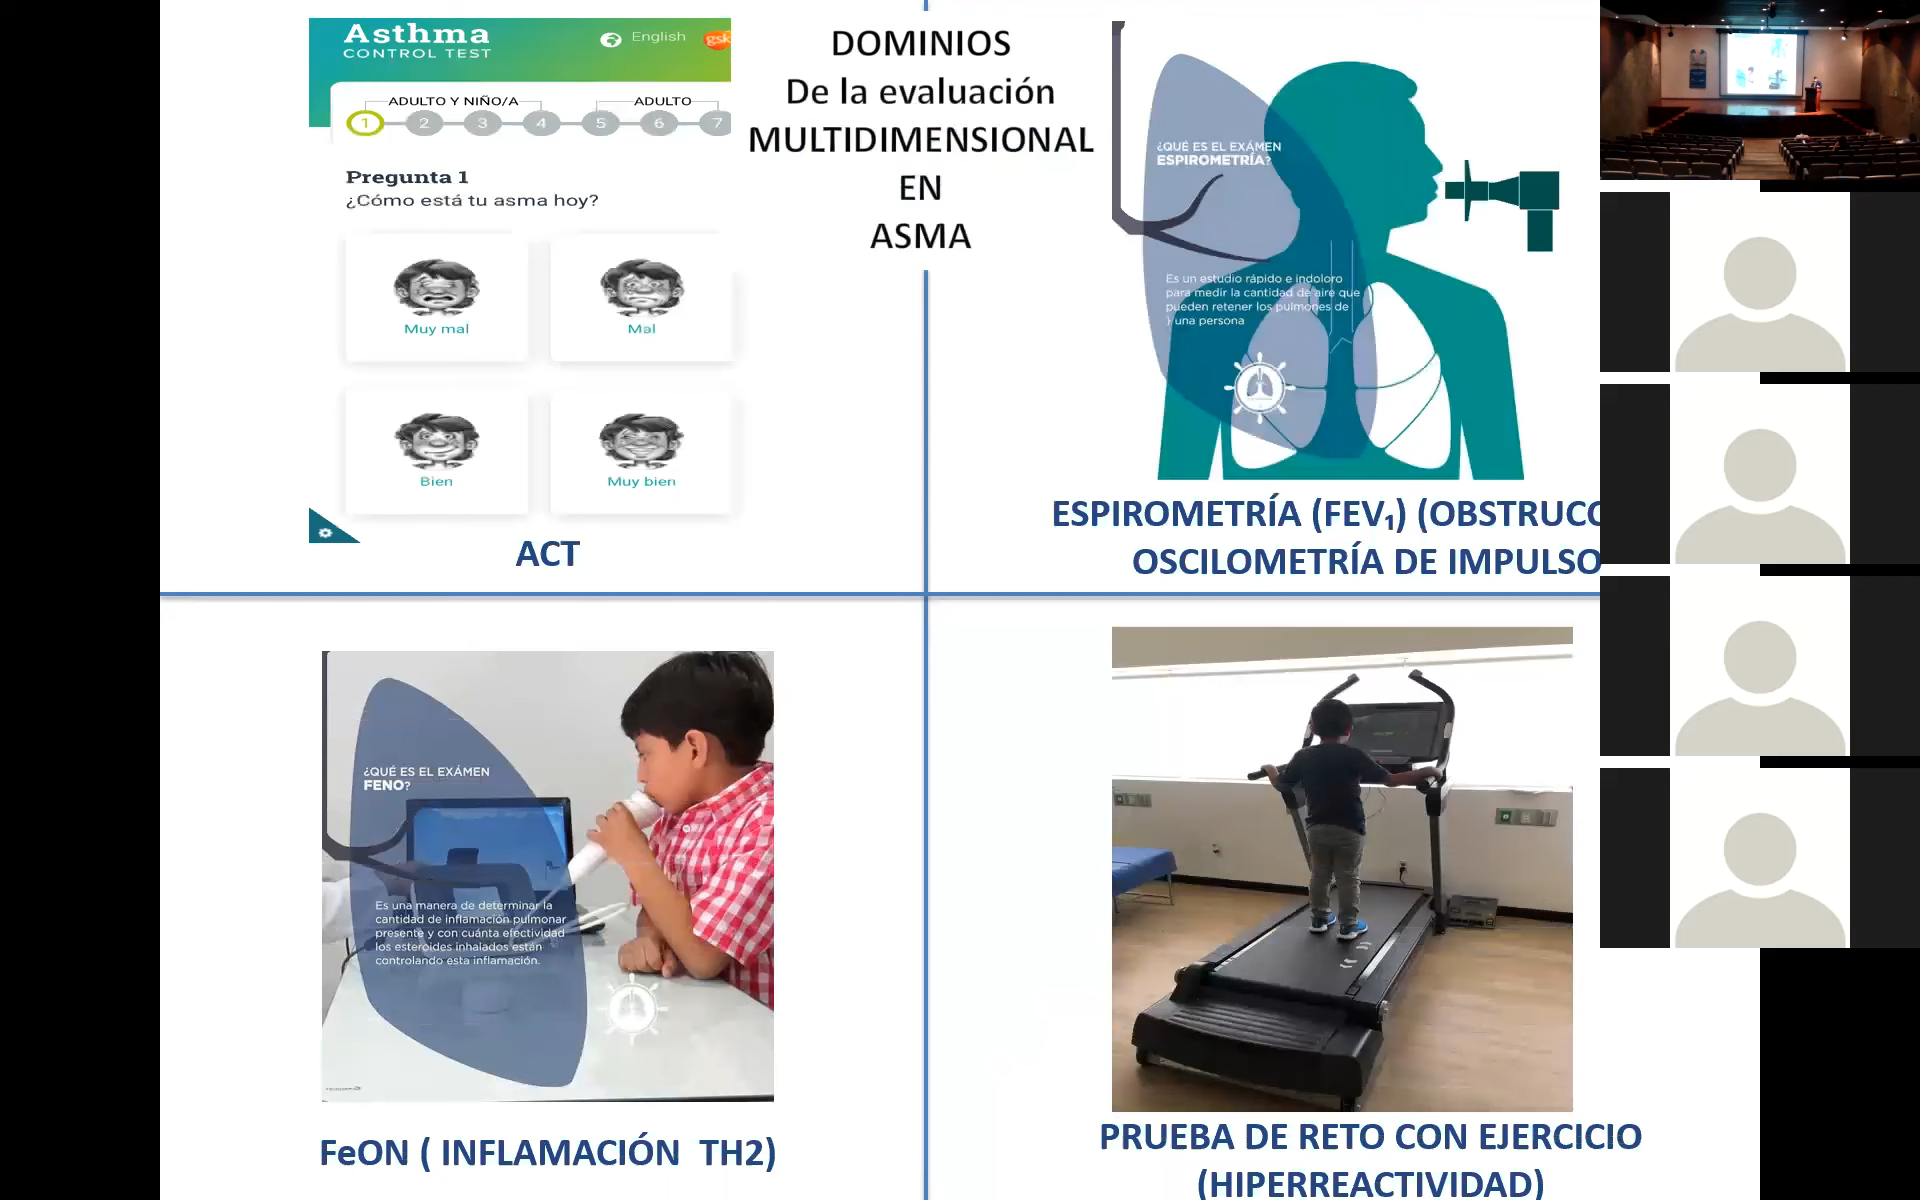 Asthma
CONTROL TEST
English
gsk
ADULTO Y NIÑO/A
ADULTO
1 2 3 4 5 6 7
Pregunta 1
¿Cómo está tu asma hoy?
Muy mal
Mal
Bien
Muy bien
ACT
DOMINIOS
De la evaluación
MULTIDIMENSIONAL
EN
ASMA
¿QUÉ ES EL EXÁMEN
ESPIROMETRÍA?
Es un estudio rápido e indoloro
para medir la cantidad de aire que
pueden retener los pulmones de
} una persona
ESPIROMETRÍA (FEV₁) (OBSTRUCC
OSCILOMETRÍA DE IMPULSO
¿QUÉ ES EL EXÁMEN
FENO?
Es una manera de determinar la
cantidad de inflamación pulmonar
presente y con cuánta efectividad
los esteroides inhalados están
controlando esta inflamación.
FeON ( INFLAMACIÓN TH2)
PRUEBA DE RETO CON EJERCICIO
(HIPERREACTIVIDAD)